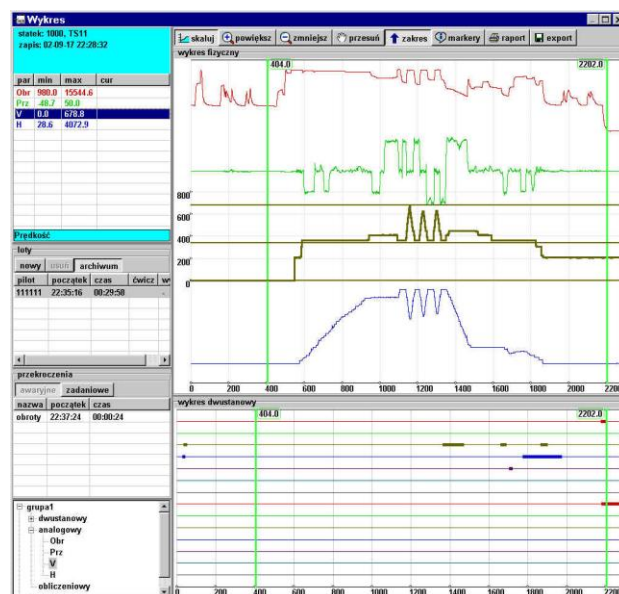 Wykres
statek: 1000, TS11
zapis: 02-09-17 22:28:32
skaluj powiększ zmniejsz przesuń zakres markery raport export
wykres fizyczny
404.0 2202.0
par min max cur
Obr 980.0 15544.6
Prz -40.7 50.0
V 0.0 678.8
H 28.6 4072.9
Prędkość
800
600
400
200
0
0 200 400 600 800 1000 1200 1400 1600 1800 2000
loty
nowy usuń archiwum
pilot początek czas ćwicz
111111 22:35:16 00:29:58 -
przekroczenia
awaryjne zadaniowe
nazwa początek czas
obroty 22:37:24 00:00:24
wykres dwustanowy
404.0 2202.0
0 200 400 600 800 1000 1200 1400 1600 1800 2000
grupa1
dwustanowy
analogowy
Obr
Prz
V
H
obliczeniowy